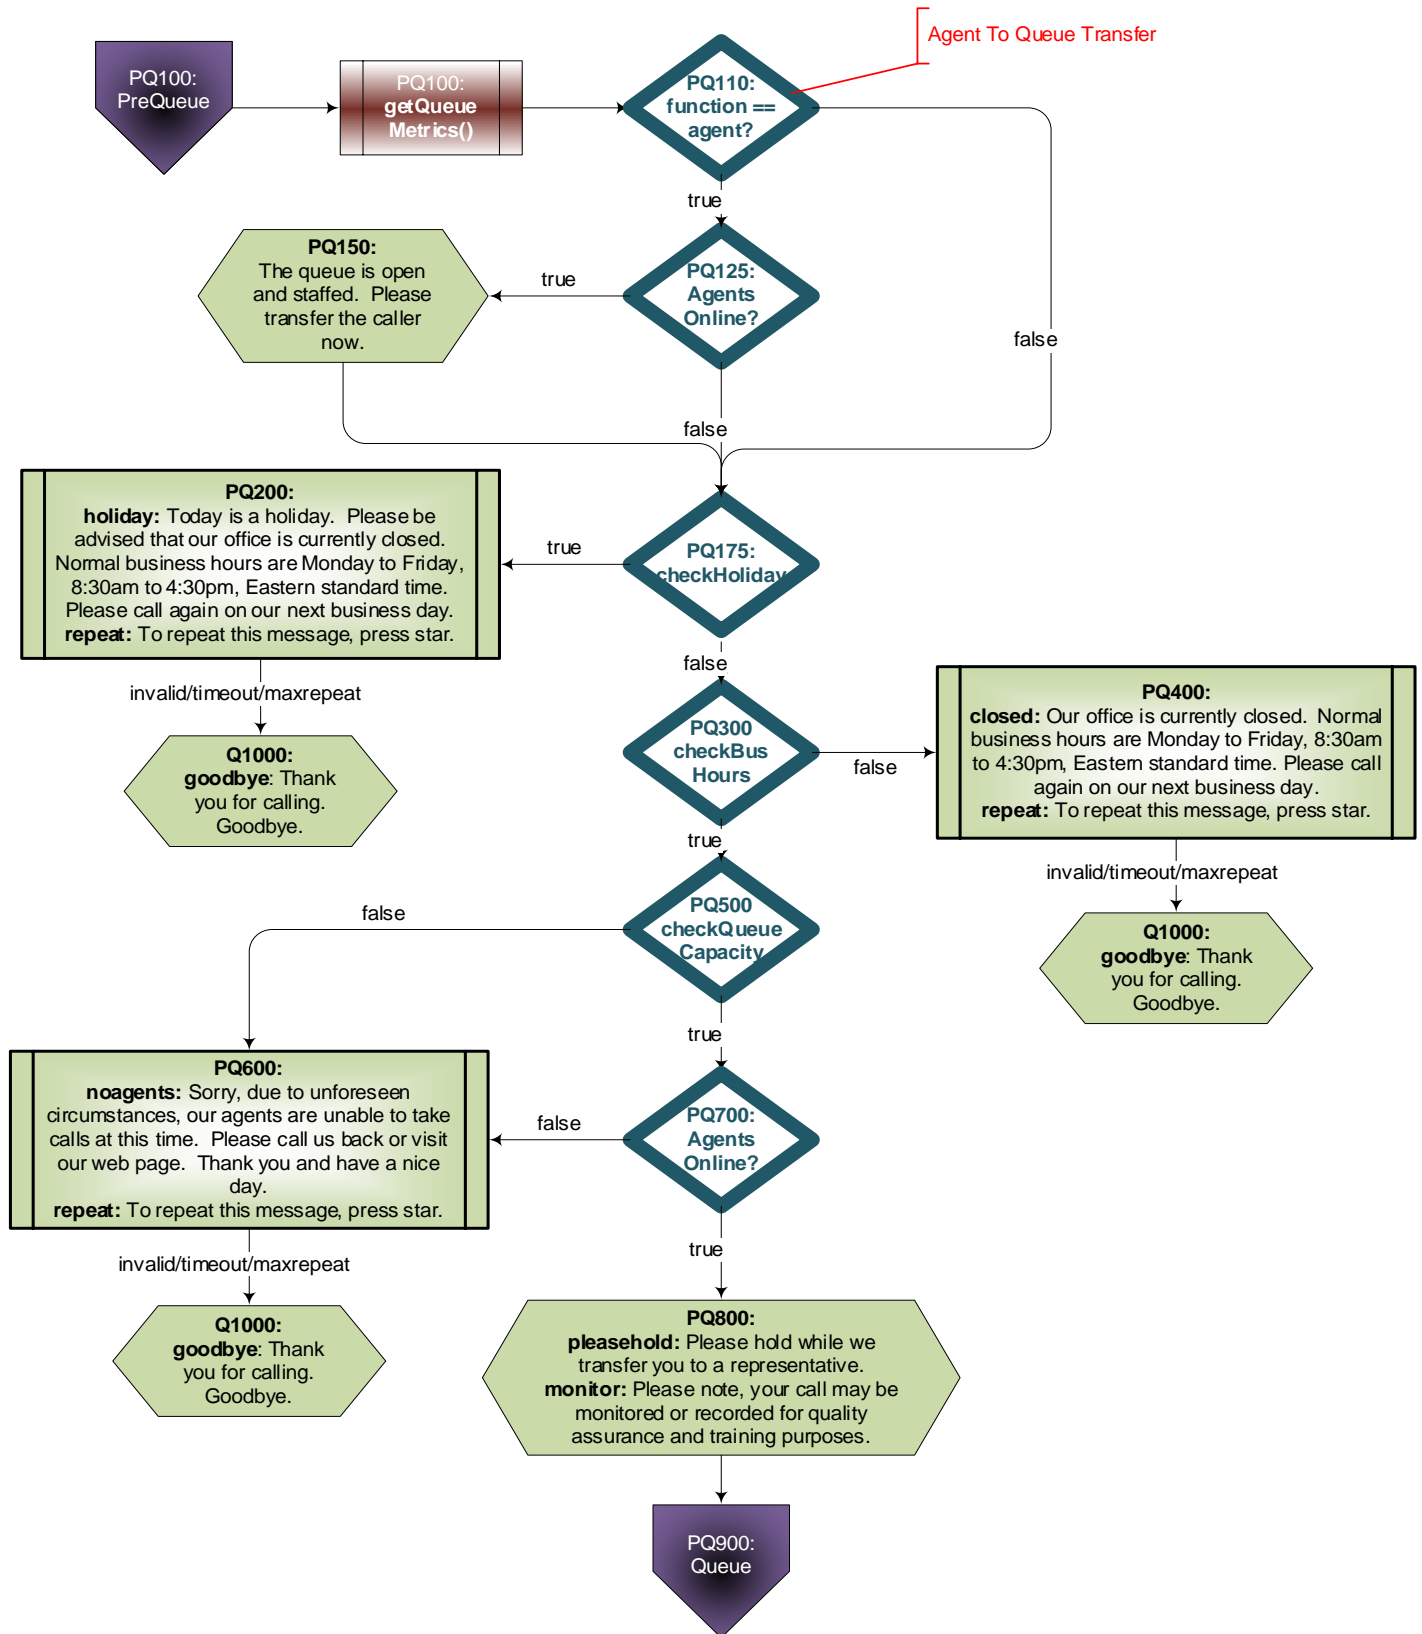 Agent To Queue Transfer
PQ100:
PreQueue
PQ100:
getQueue
Metrics()
PQ110:
function ==
agent?
true
false
PQ125:
Agents
Online?
true
PQ150:
The queue is open
and staffed.  Please
transfer the caller
now.
false
PQ175:
checkHoliday
true
PQ200:
holiday: Today is a holiday.  Please be
advised that our office is currently closed.
Normal business hours are Monday to Friday,
8:30am to 4:30pm, Eastern standard time.
Please call again on our next business day.
repeat: To repeat this message, press star.
invalid/timeout/maxrepeat
Q1000:
goodbye: Thank
you for calling.
Goodbye.
false
PQ300
checkBus
Hours
false
PQ400:
closed: Our office is currently closed.  Normal
business hours are Monday to Friday, 8:30am
to 4:30pm, Eastern standard time. Please call
again on our next business day.
repeat: To repeat this message, press star.
invalid/timeout/maxrepeat
Q1000:
goodbye: Thank
you for calling.
Goodbye.
true
PQ500
checkQueue
Capacity
false
true
PQ600:
noagents: Sorry, due to unforeseen
circumstances, our agents are unable to take
calls at this time.  Please call us back or visit
our web page.  Thank you and have a nice
day.
repeat: To repeat this message, press star.
false
PQ700:
Agents
Online?
invalid/timeout/maxrepeat
Q1000:
goodbye: Thank
you for calling.
Goodbye.
true
PQ800:
pleasehold: Please hold while we
transfer you to a representative.
monitor: Please note, your call may be
monitored or recorded for quality
assurance and training purposes.
PQ900:
Queue